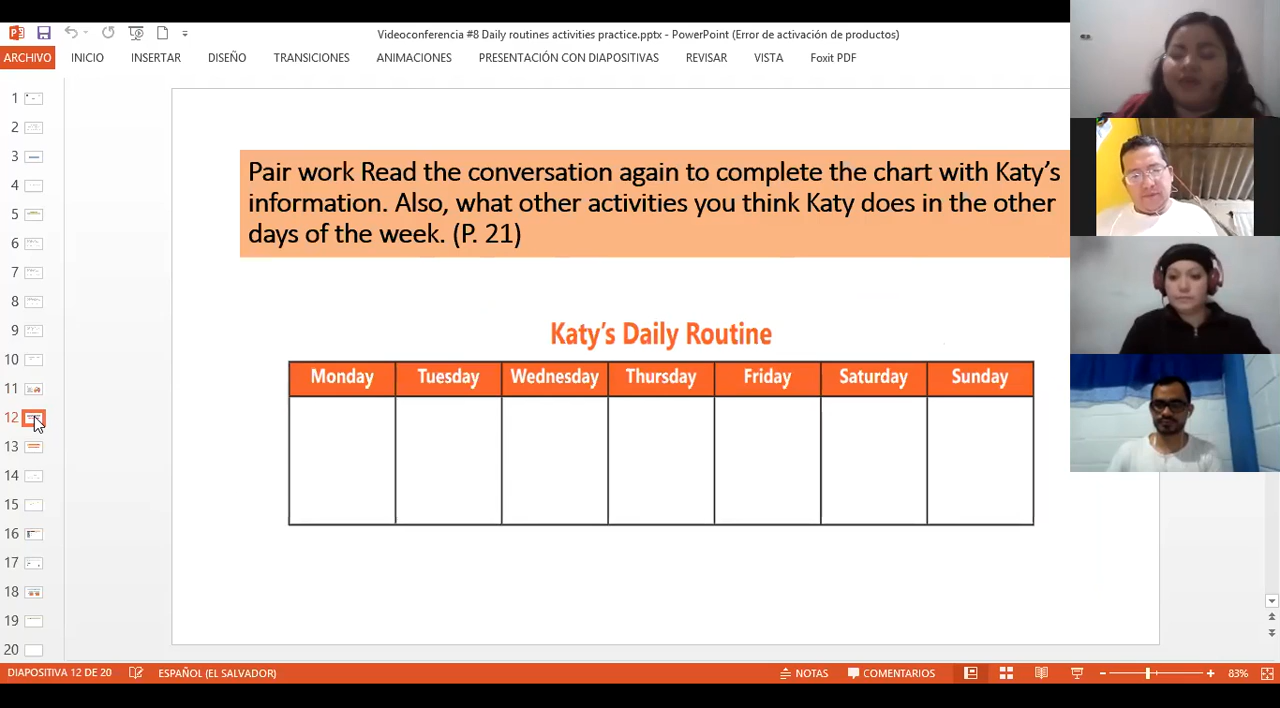 Videoconferencia #8 Daily routines activities practice.pptx - PowerPoint (Error de activación de productos)
ARCHIVO INICIO INSERTAR DISEÑO TRANSICIONES ANIMACIONES PRESENTACIÓN CON DIAPOSITIVAS REVISAR VISTA Foxit PDF
1
2
3
4
5
6
7
8
9
10
11
12
13
14
15
16
17
18
19
20
Pair work Read the conversation again to complete the chart with Katy’s
information. Also, what other activities you think Katy does in the other
days of the week. (P. 21)
Katy’s Daily Routine
Monday Tuesday Wednesday Thursday Friday Saturday Sunday
DIAPOSITIVA 12 DE 20 ESPAÑOL (EL SALVADOR) NOTAS COMENTARIOS 83%